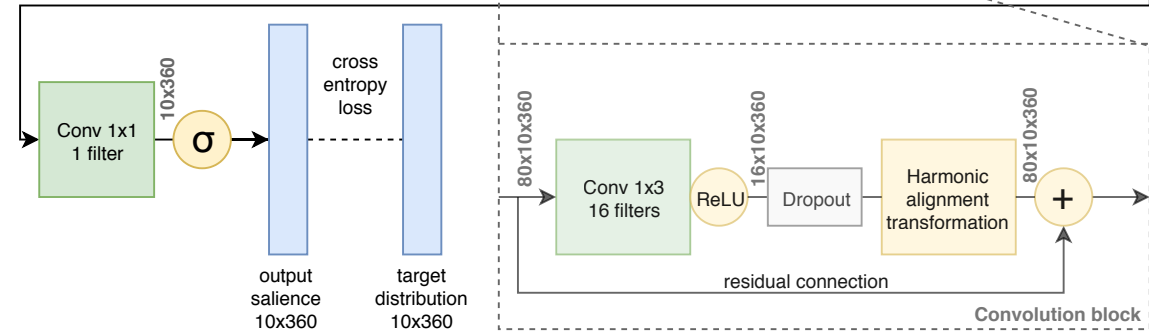 Conv 1x1
1 filter
10x360
σ
cross
entropy
loss
output
salience
10x360
target
distribution
10x360
80x10x360
Conv 1x3
16 filters
ReLU
16x10x360
Dropout
Harmonic
alignment
transformation
80x10x360
+
residual connection
Convolution block